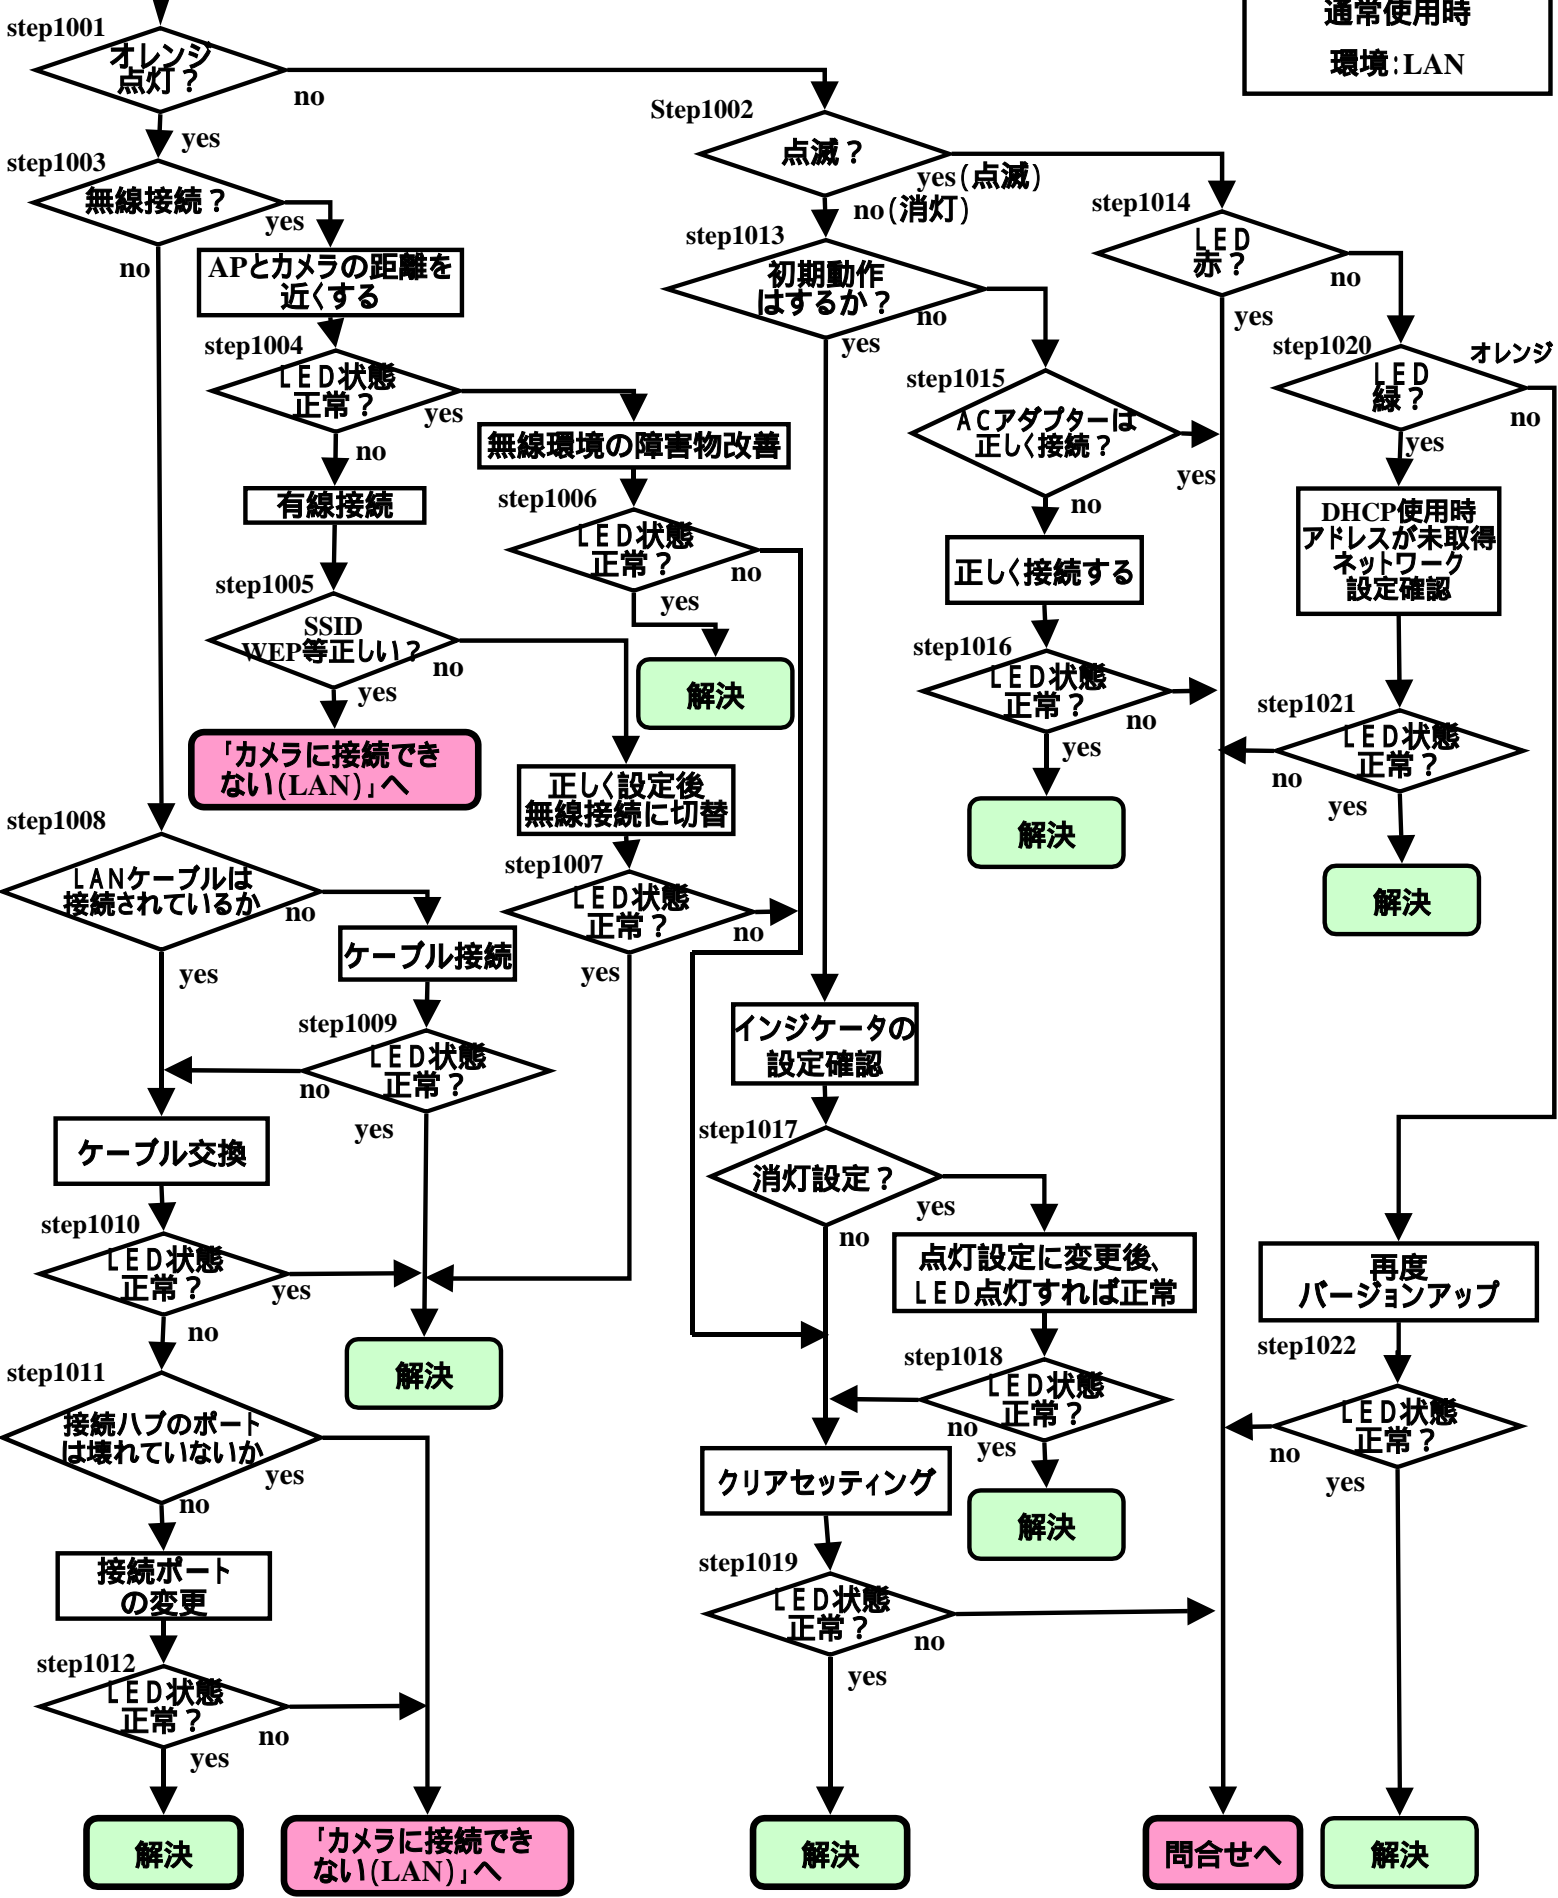 通常使用時
環境:LAN
step1001
オレンジ
点灯？
no
yes
Step1002
点滅？
yes(点滅)
no(消灯)
step1003
無線接続？
yes
no
APとカメラの距離を
近くする
step1004
LED状態
正常？
yes
no
無線環境の障害物改善
有線接続
step1006
LED状態
正常？
no
yes
解決
step1005
SSID
WEP等正しい？
no
yes
「カメラに接続でき
ない(LAN)」へ
正しく設定後
無線接続に切替
step1007
LED状態
正常？
no
yes
step1008
LANケーブルは
接続されているか
no
yes
ケーブル接続
step1009
LED状態
正常？
no
yes
ケーブル交換
step1010
LED状態
正常？
yes
no
解決
step1011
接続ハブのポート
は壊れていないか
yes
no
接続ポート
の変更
step1012
LED状態
正常？
no
yes
解決
「カメラに接続でき
ない(LAN)」へ
step1013
初期動作
はするか？
no
yes
step1015
ACアダプターは
正しく接続？
yes
no
正しく接続する
step1016
LED状態
正常？
no
yes
解決
インジケータの
設定確認
step1017
消灯設定？
yes
no
点灯設定に変更後、
LED点灯すれば正常
step1018
LED状態
正常？
no
yes
解決
クリアセッティング
step1019
LED状態
正常？
no
yes
解決
step1014
LED
赤？
no
yes
step1020
オレンジ
LED
緑？
no
yes
DHCP使用時
アドレスが未取得
ネットワーク
設定確認
step1021
LED状態
正常？
no
yes
解決
再度
バージョンアップ
step1022
LED状態
正常？
no
yes
問合せへ
解決